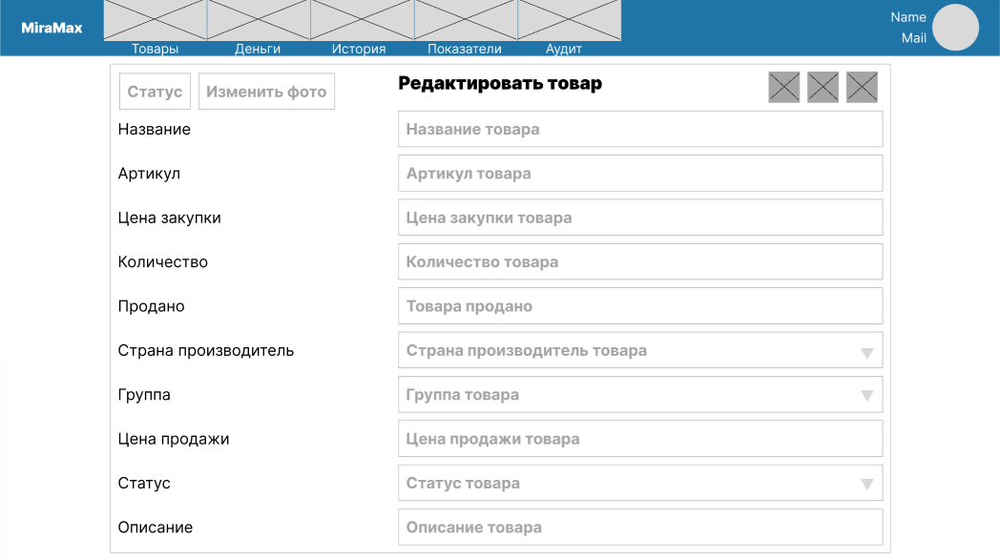 MiraMax
Товары Деньги История Показатели Аудит
Name
Mail
Статус Изменить фото Редактировать товар
Название Название товара
Артикул Артикул товара
Цена закупки Цена закупки товара
Количество Количество товара
Продано Товара продано
Страна производитель Страна производитель товара
Группа Группа товара
Цена продажи Цена продажи товара
Статус Статус товара
Описание Описание товара